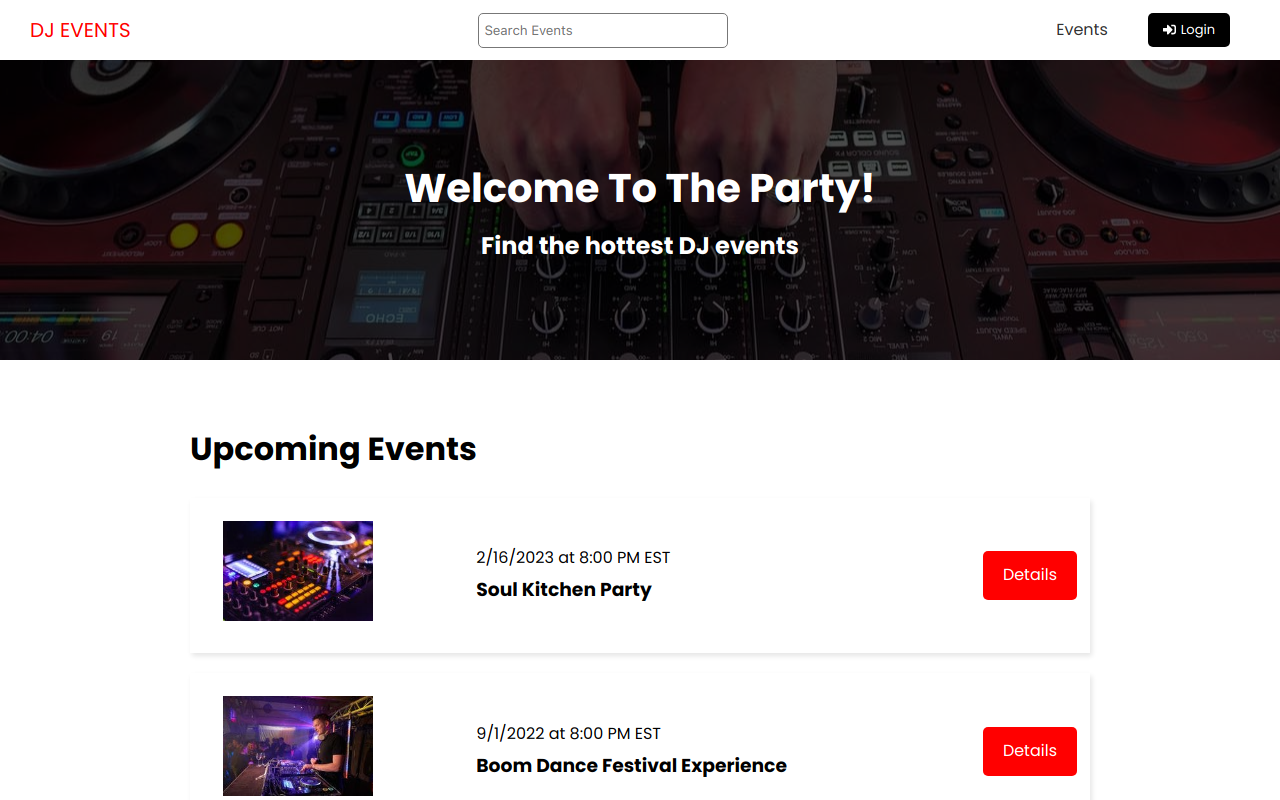 DJ EVENTS
Search Events
Events
Login
Welcome To The Party!
Find the hottest DJ events
Upcoming Events
2/16/2023 at 8:00 PM EST
Soul Kitchen Party
Details
9/1/2022 at 8:00 PM EST
Boom Dance Festival Experience
Details